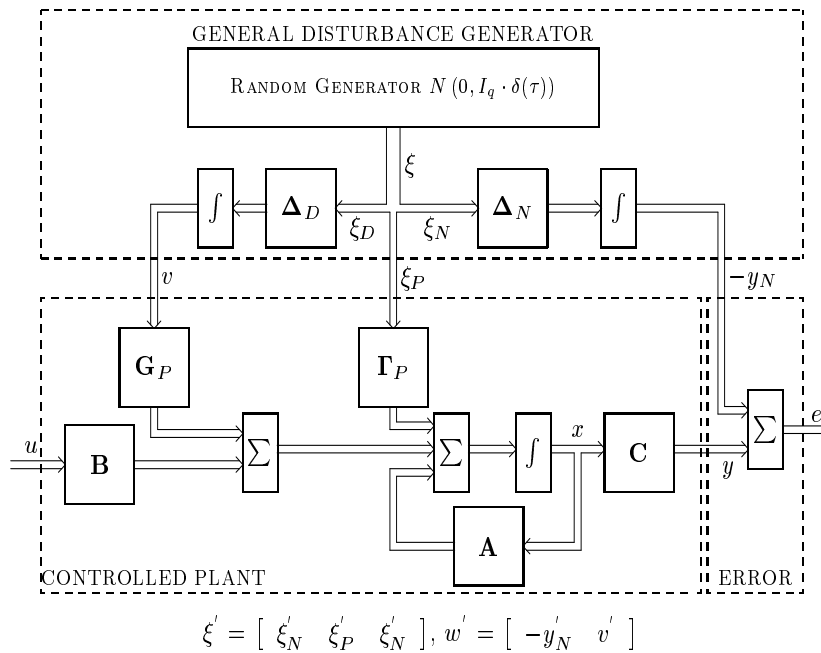 GENERAL DISTURBANCE GENERATOR
RANDOM GENERATOR N (0, I_q · δ(τ))
ξ
∫
Δ_D
Δ_N
∫
ξ_D
ξ_N
v
ξ_P
−y_N
G_P
Γ_P
u
B
∑
∑
∫
x
C
y
∑
e
A
CONTROLLED PLANT
ERROR
ξ' = [ ξ'_N ξ'_P ξ'_N ], w' = [ −y'_N v' ]